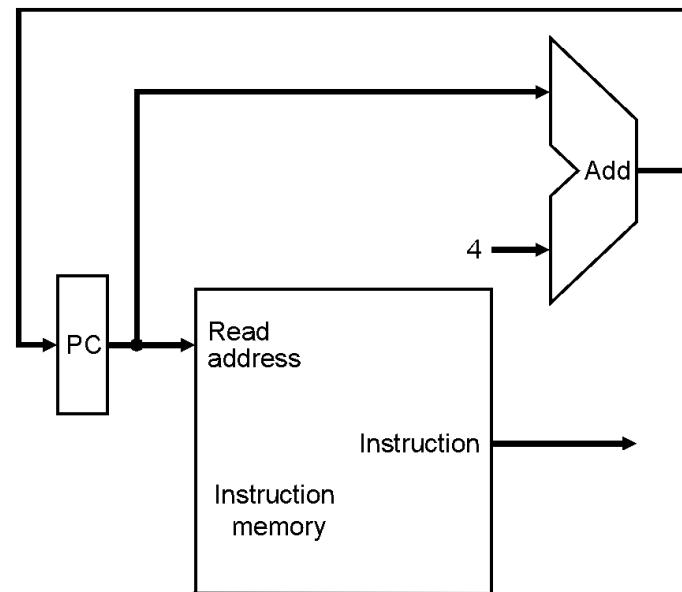 Add
4
PC
Read
address
Instruction
Instruction
memory